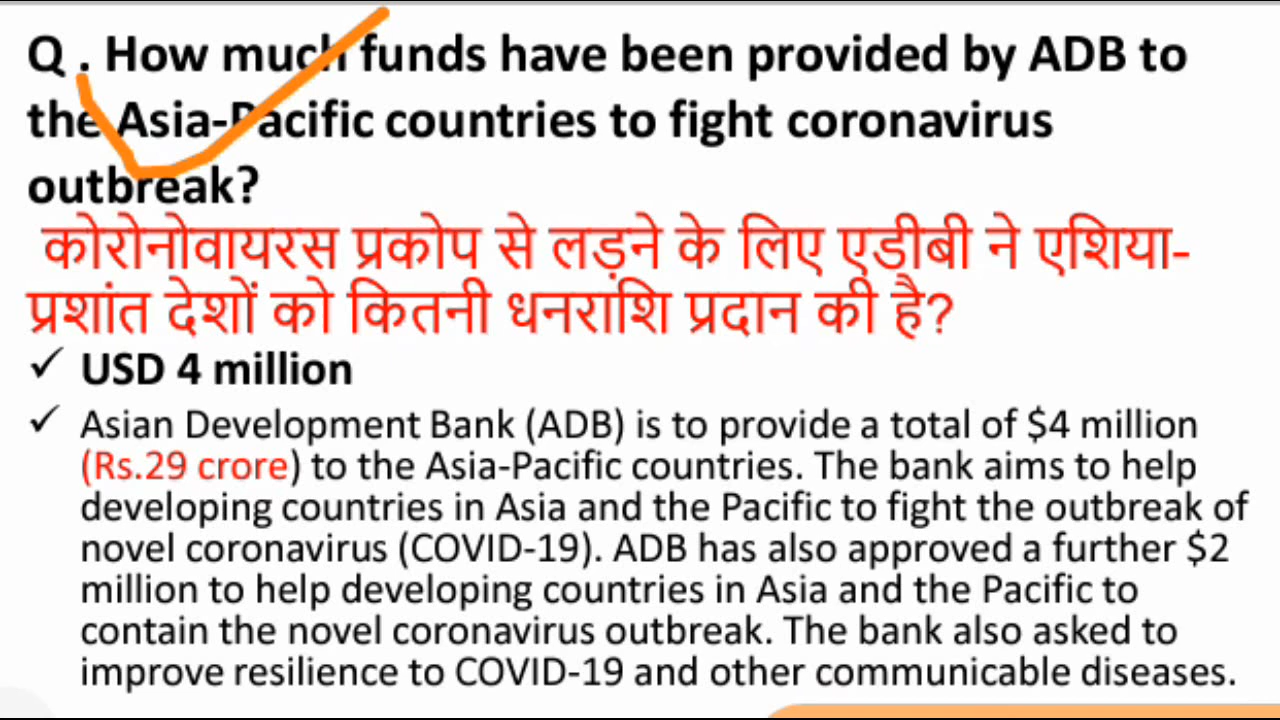 Q . How much funds have been provided by ADB to
the Asia-Pacific countries to fight coronavirus
outbreak?
कोरोनोवायरस प्रकोप से लड़ने के लिए एडीबी ने एशिया-
प्रशांत देशों को कितनी धनराशि प्रदान की है?
✓ USD 4 million
✓ Asian Development Bank (ADB) is to provide a total of $4 million
(Rs.29 crore) to the Asia-Pacific countries. The bank aims to help
developing countries in Asia and the Pacific to fight the outbreak of
novel coronavirus (COVID-19). ADB has also approved a further $2
million to help developing countries in Asia and the Pacific to
contain the novel coronavirus outbreak. The bank also asked to
improve resilience to COVID-19 and other communicable diseases.